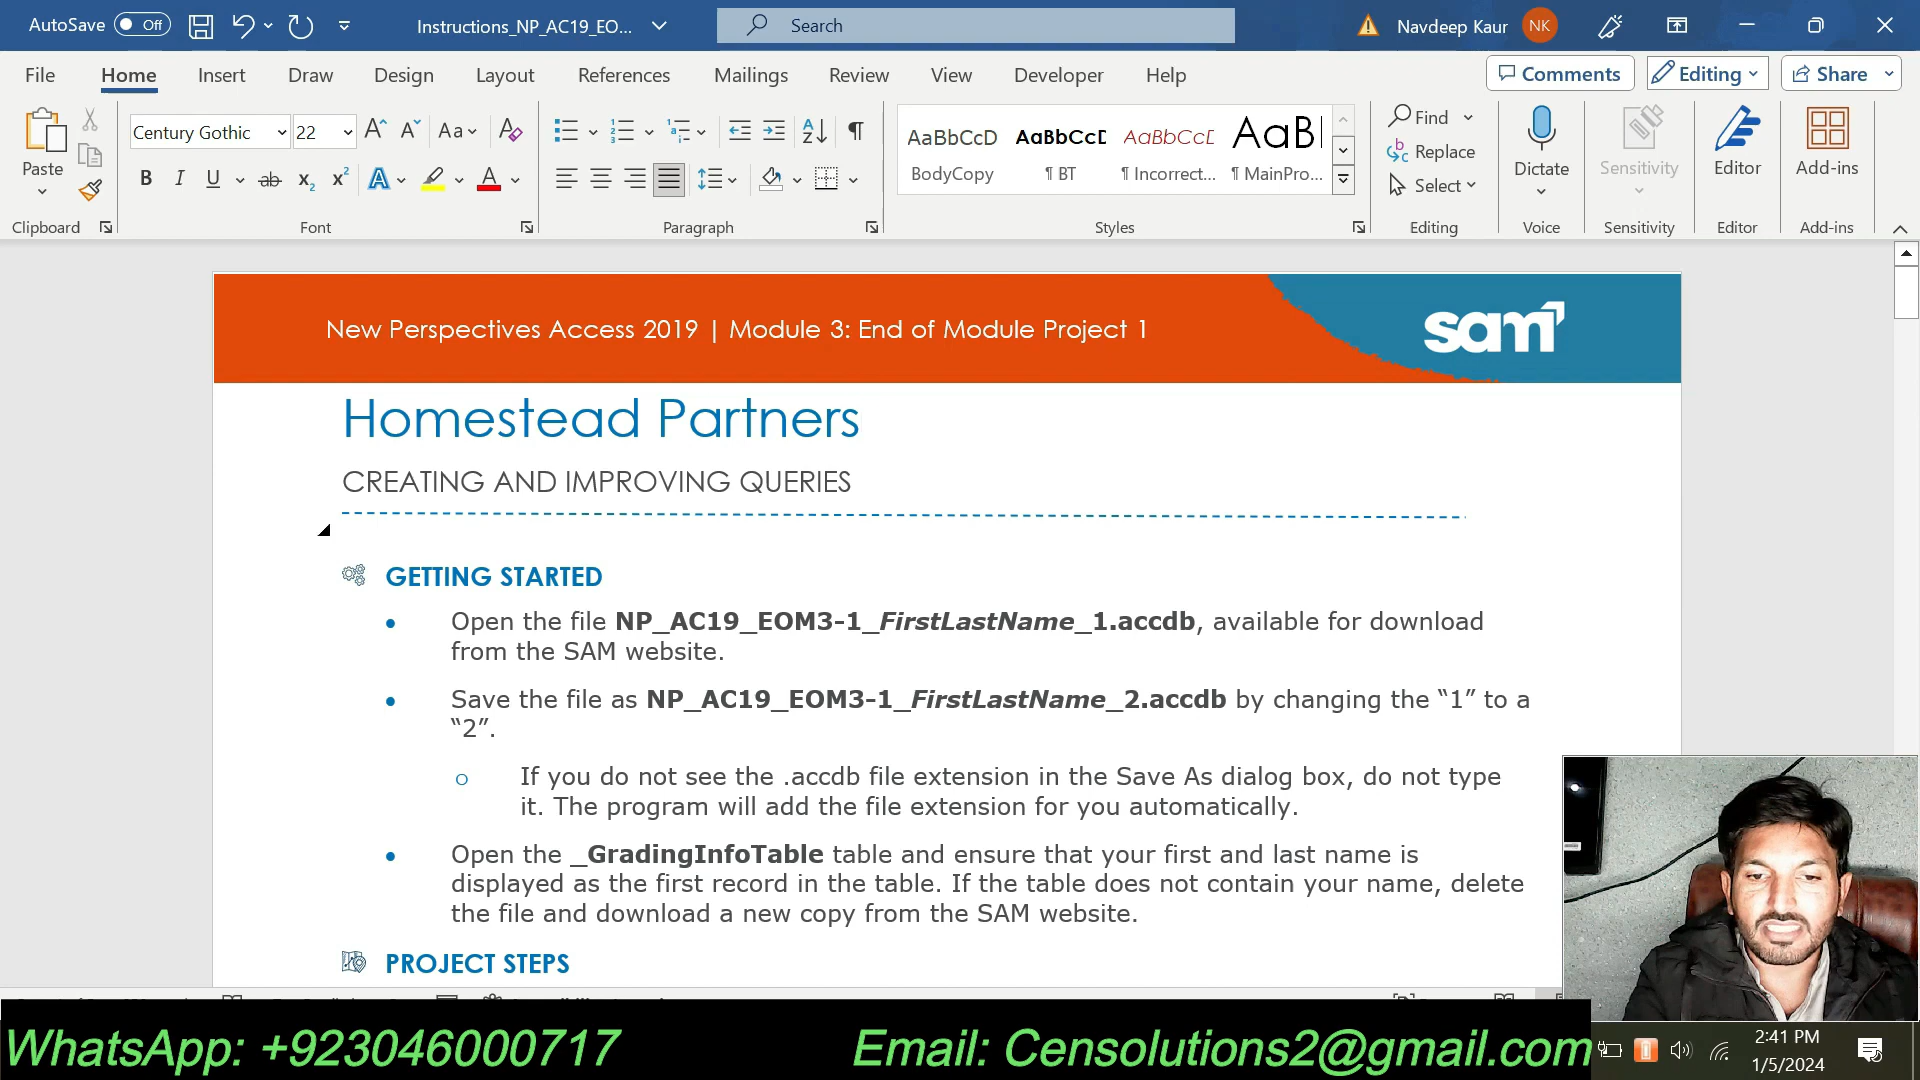 AutoSave Off Instructions_NP_AC19_EO... Search Navdeep Kaur NK
File Home Insert Draw Design Layout References Mailings Review View Developer Help Comments Editing Share
Century Gothic 22 Aa AaBbCcD AaBbCcD AaBbCcD AaB Find
Paste BodyCopy ¶ BT ¶ Incorrect... ¶ MainPro... Replace Dictate Sensitivity Editor Add-ins
B I U ab x₂ x² A A Select
Clipboard Font Paragraph Styles Editing Voice Sensitivity Editor Add-ins
New Perspectives Access 2019 | Module 3: End of Module Project 1
sam
Homestead Partners
CREATING AND IMPROVING QUERIES
GETTING STARTED
• Open the file NP_AC19_EOM3-1_FirstLastName_1.accdb, available for download
from the SAM website.
• Save the file as NP_AC19_EOM3-1_FirstLastName_2.accdb by changing the “1” to a
“2”.
o If you do not see the .accdb file extension in the Save As dialog box, do not type
it. The program will add the file extension for you automatically.
• Open the _GradingInfoTable table and ensure that your first and last name is
displayed as the first record in the table. If the table does not contain your name, delete
the file and download a new copy from the SAM website.
PROJECT STEPS
WhatsApp: +923046000717 Email: Censolutions2@gmail.com
2:41 PM
1/5/2024